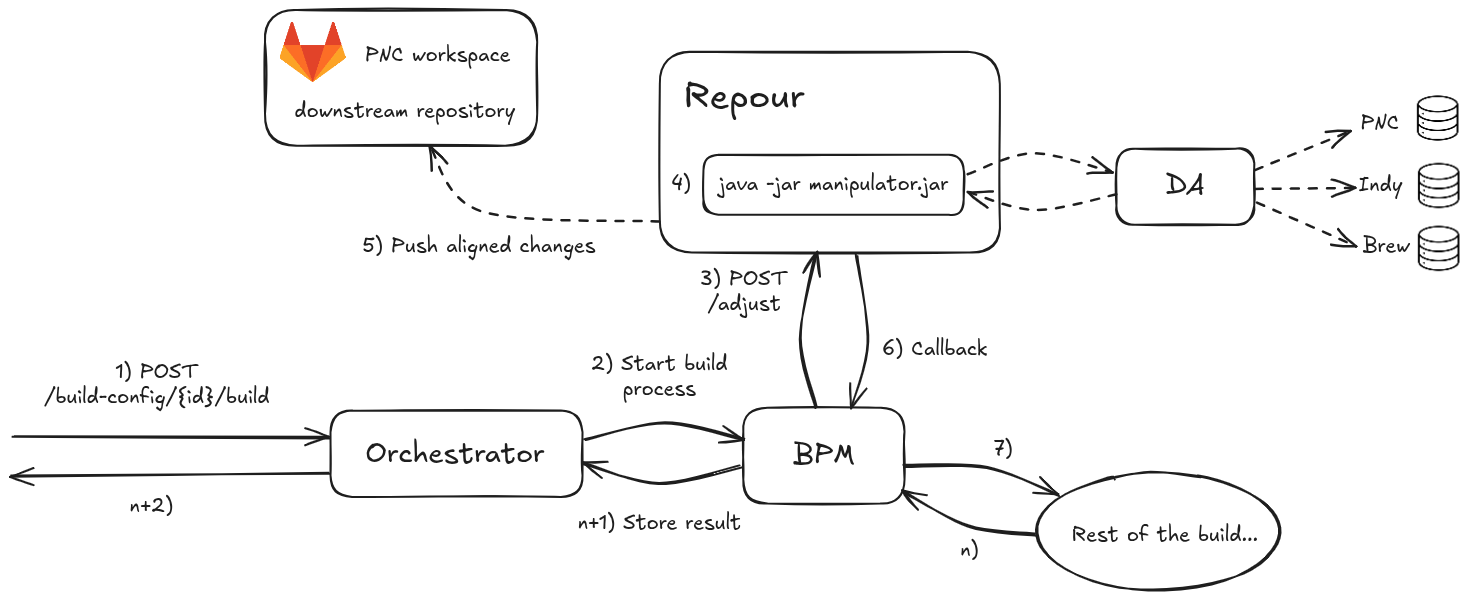 PNC workspace
downstream repository
Repour
4) java -jar manipulator.jar
DA
PNC
Indy
Brew
5) Push aligned changes
3) POST
/adjust
6) Callback
1) POST
/build-config/{id}/build
2) Start build
process
Orchestrator
BPM
7)
n+2)
n+1) Store result
n)
Rest of the build...